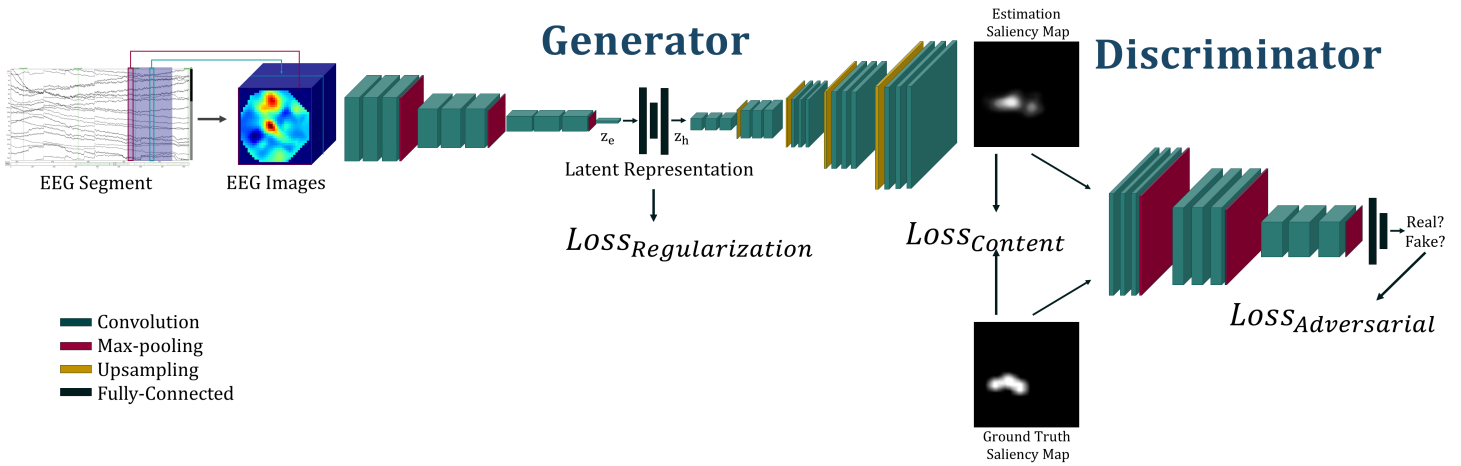 Generator
Estimation
Saliency Map
Discriminator
EEG Segment
EEG Images
z_e
z_h
Latent Representation
Loss_Regularization
Loss_Content
Real?
Fake?
Loss_Adversarial
Convolution
Max-pooling
Upsampling
Fully-Connected
Ground Truth
Saliency Map